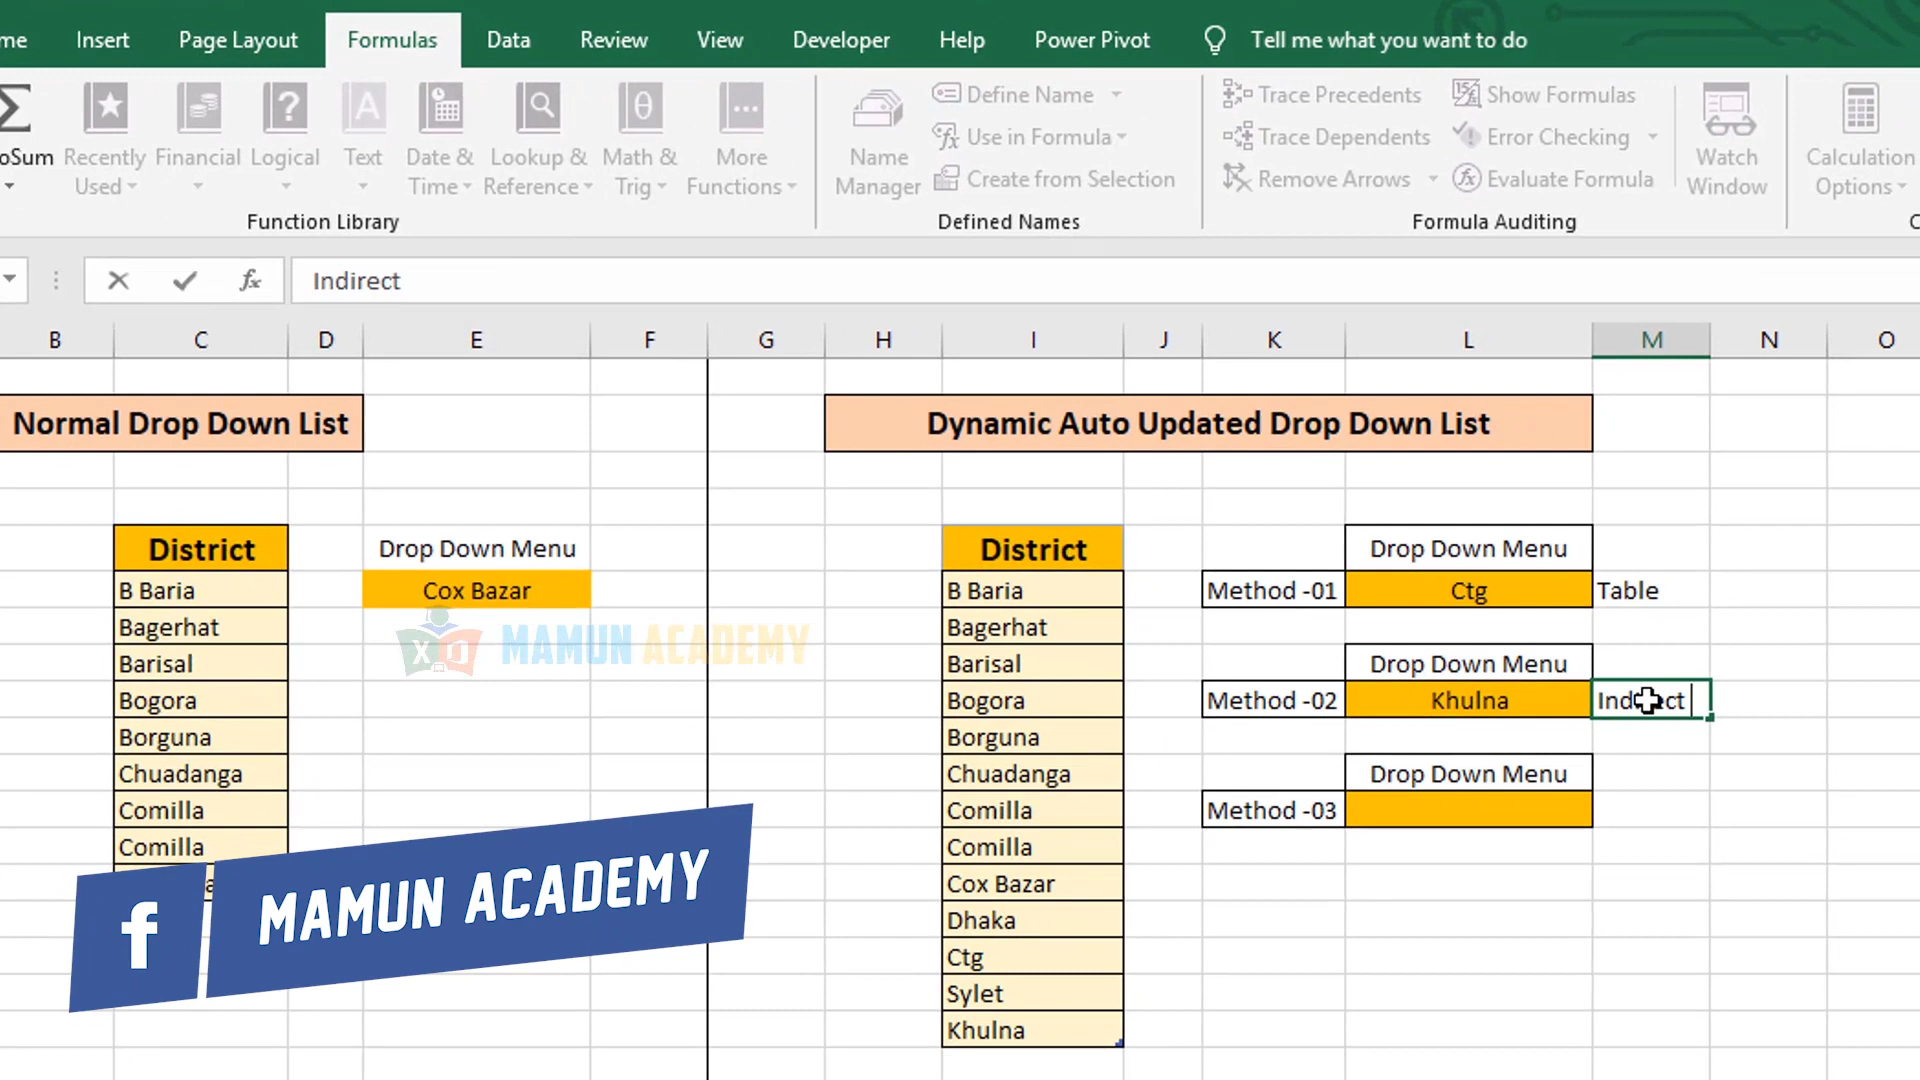 me Insert Page Layout Formulas Data Review View Developer Help Power Pivot Tell me what you want to do
oSum Recently Used Financial Logical Text Date & Time Lookup & Reference Math & Trig More Functions
Name Manager Define Name Use in Formula Create from Selection
Trace Precedents Trace Dependents Remove Arrows Show Formulas Error Checking Evaluate Formula
Watch Window Calculation Options
Function Library Defined Names Formula Auditing C
fx Indirect
B C D E F G H I J K L M N O
Normal Drop Down List Dynamic Auto Updated Drop Down List
District Drop Down Menu District Drop Down Menu
B Baria Cox Bazar B Baria Method -01 Ctg Table
Bagerhat Bagerhat
MAMUN ACADEMY
Barisal Barisal Drop Down Menu
Bogora Bogora Method -02 Khulna
Borguna Borguna
Chuadanga Chuadanga Drop Down Menu
Comilla Comilla Method -03
Comilla Comilla
Cox Bazar
f MAMUN ACADEMY
Dhaka
Ctg
Sylet
Khulna